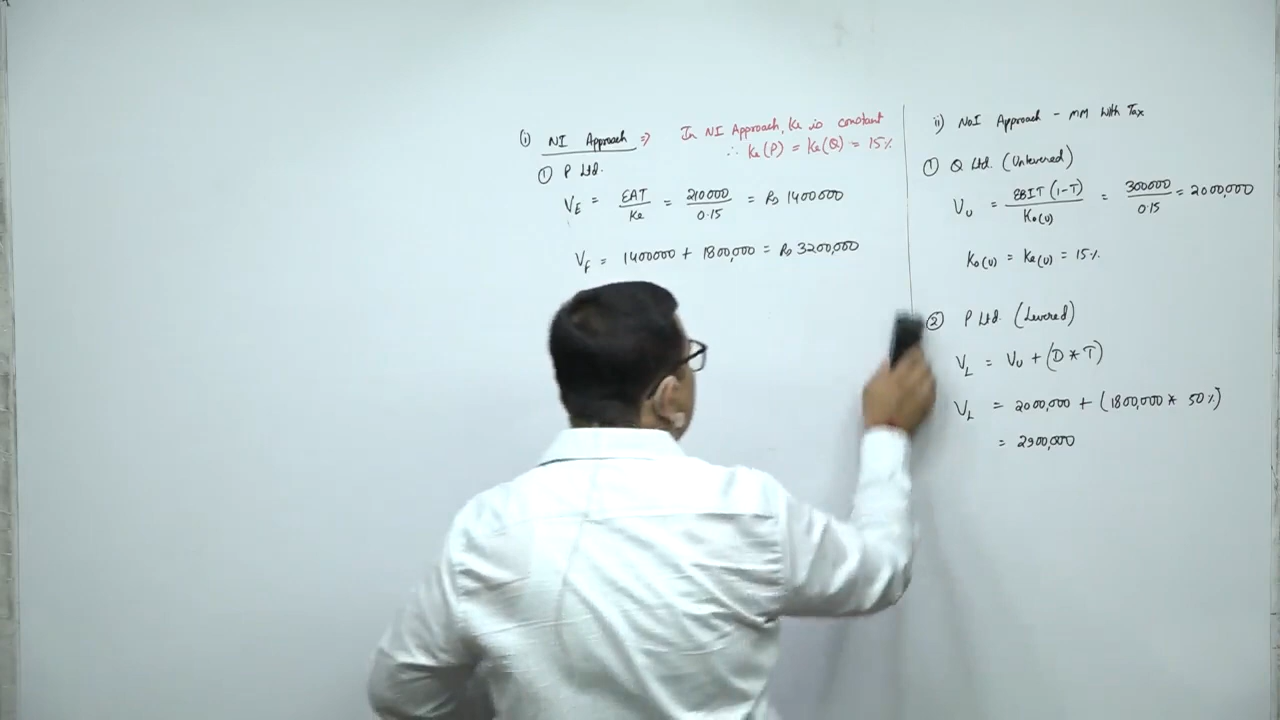 (i) NI Approach ⇒ In NI Approach, Ke is constant
∴ Ke(P) = Ke(Q) = 15%
① P Ltd.
VE = EAT / Ke = 210000 / 0.15 = Rs 1400000
VF = 1400000 + 1800,000 = Rs 3200,000
ii) NoI Approach - MM With Tax
① Q Ltd. (Unlevered)
VU = EBIT (1-T) / Ko(U) = 300000 / 0.15 = 2000,000
Ko(U) = Ke(U) = 15%
② P Ltd. (Levered)
VL = VU + (D * T)
VL = 2000,000 + (1800,000 * 50%)
= 2900,000